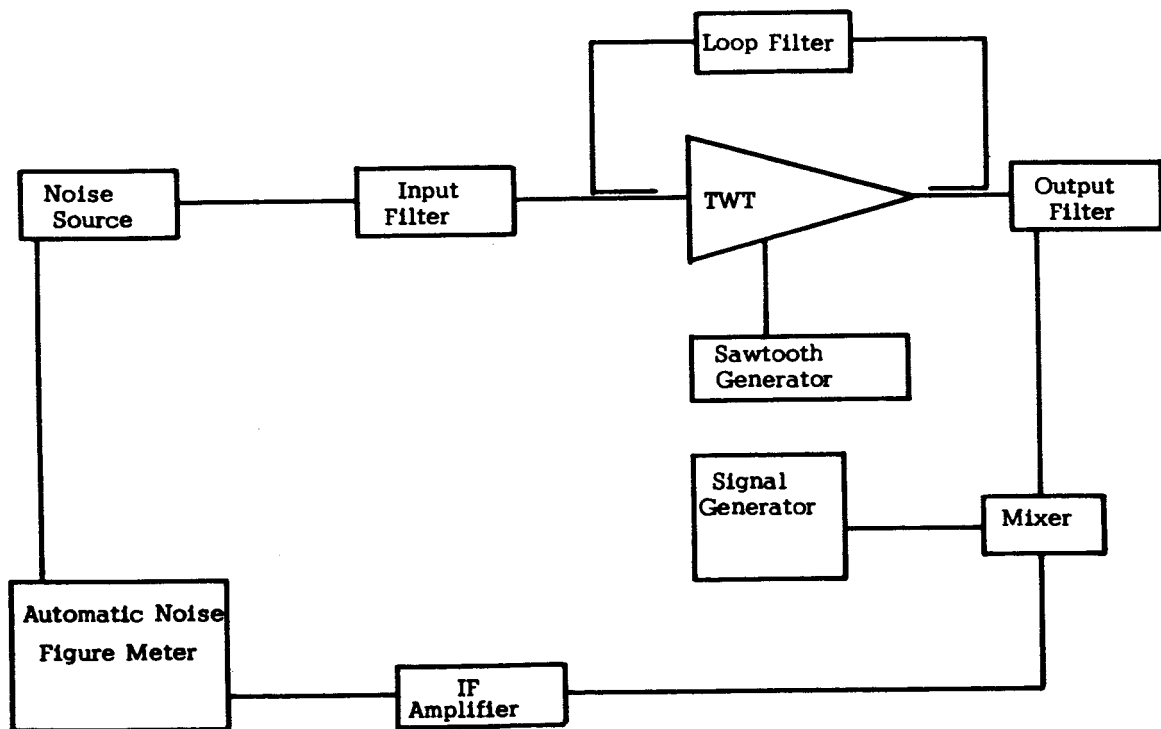 Loop Filter
Noise
Source
Input
Filter
TWT
Output
Filter
Sawtooth
Generator
Signal
Generator
Mixer
Automatic Noise
Figure Meter
IF
Amplifier